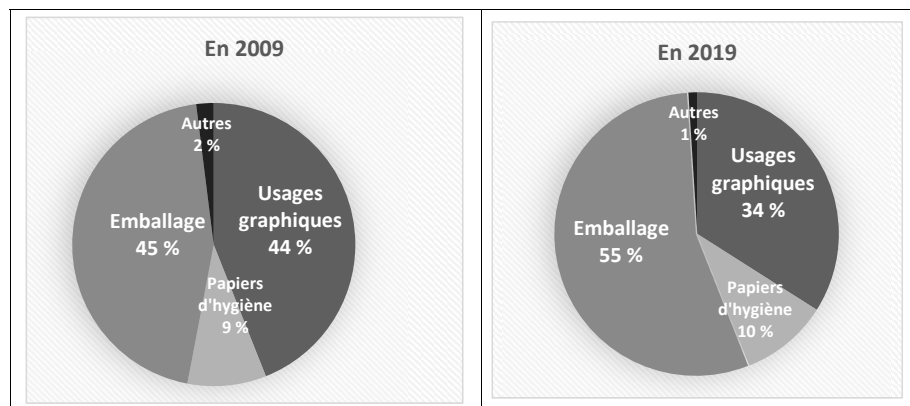 En 2009
Autres
2 %
Usages
graphiques
44 %
Emballage
45 %
Papiers
d'hygiène
9 %
En 2019
Autres
1 %
Usages
graphiques
34 %
Emballage
55 %
Papiers
d'hygiène
10 %